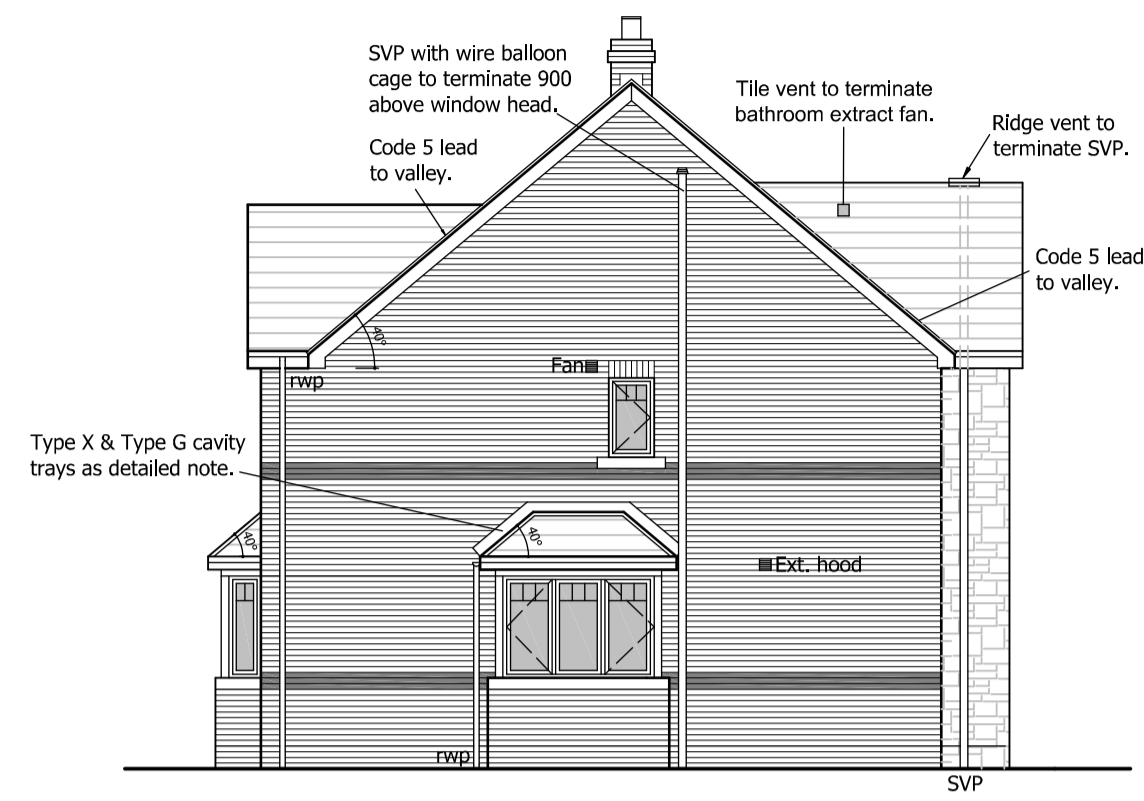 SVP with wire balloon
cage to terminate 900
above window head.
Tile vent to terminate
bathroom extract fan.
Ridge vent to
terminate SVP.
Code 5 lead
to valley.
Code 5 lead
to valley.
40°
Fan
rwp
Type X & Type G cavity
trays as detailed note.
40°
40°
Ext. hood
rwp
SVP